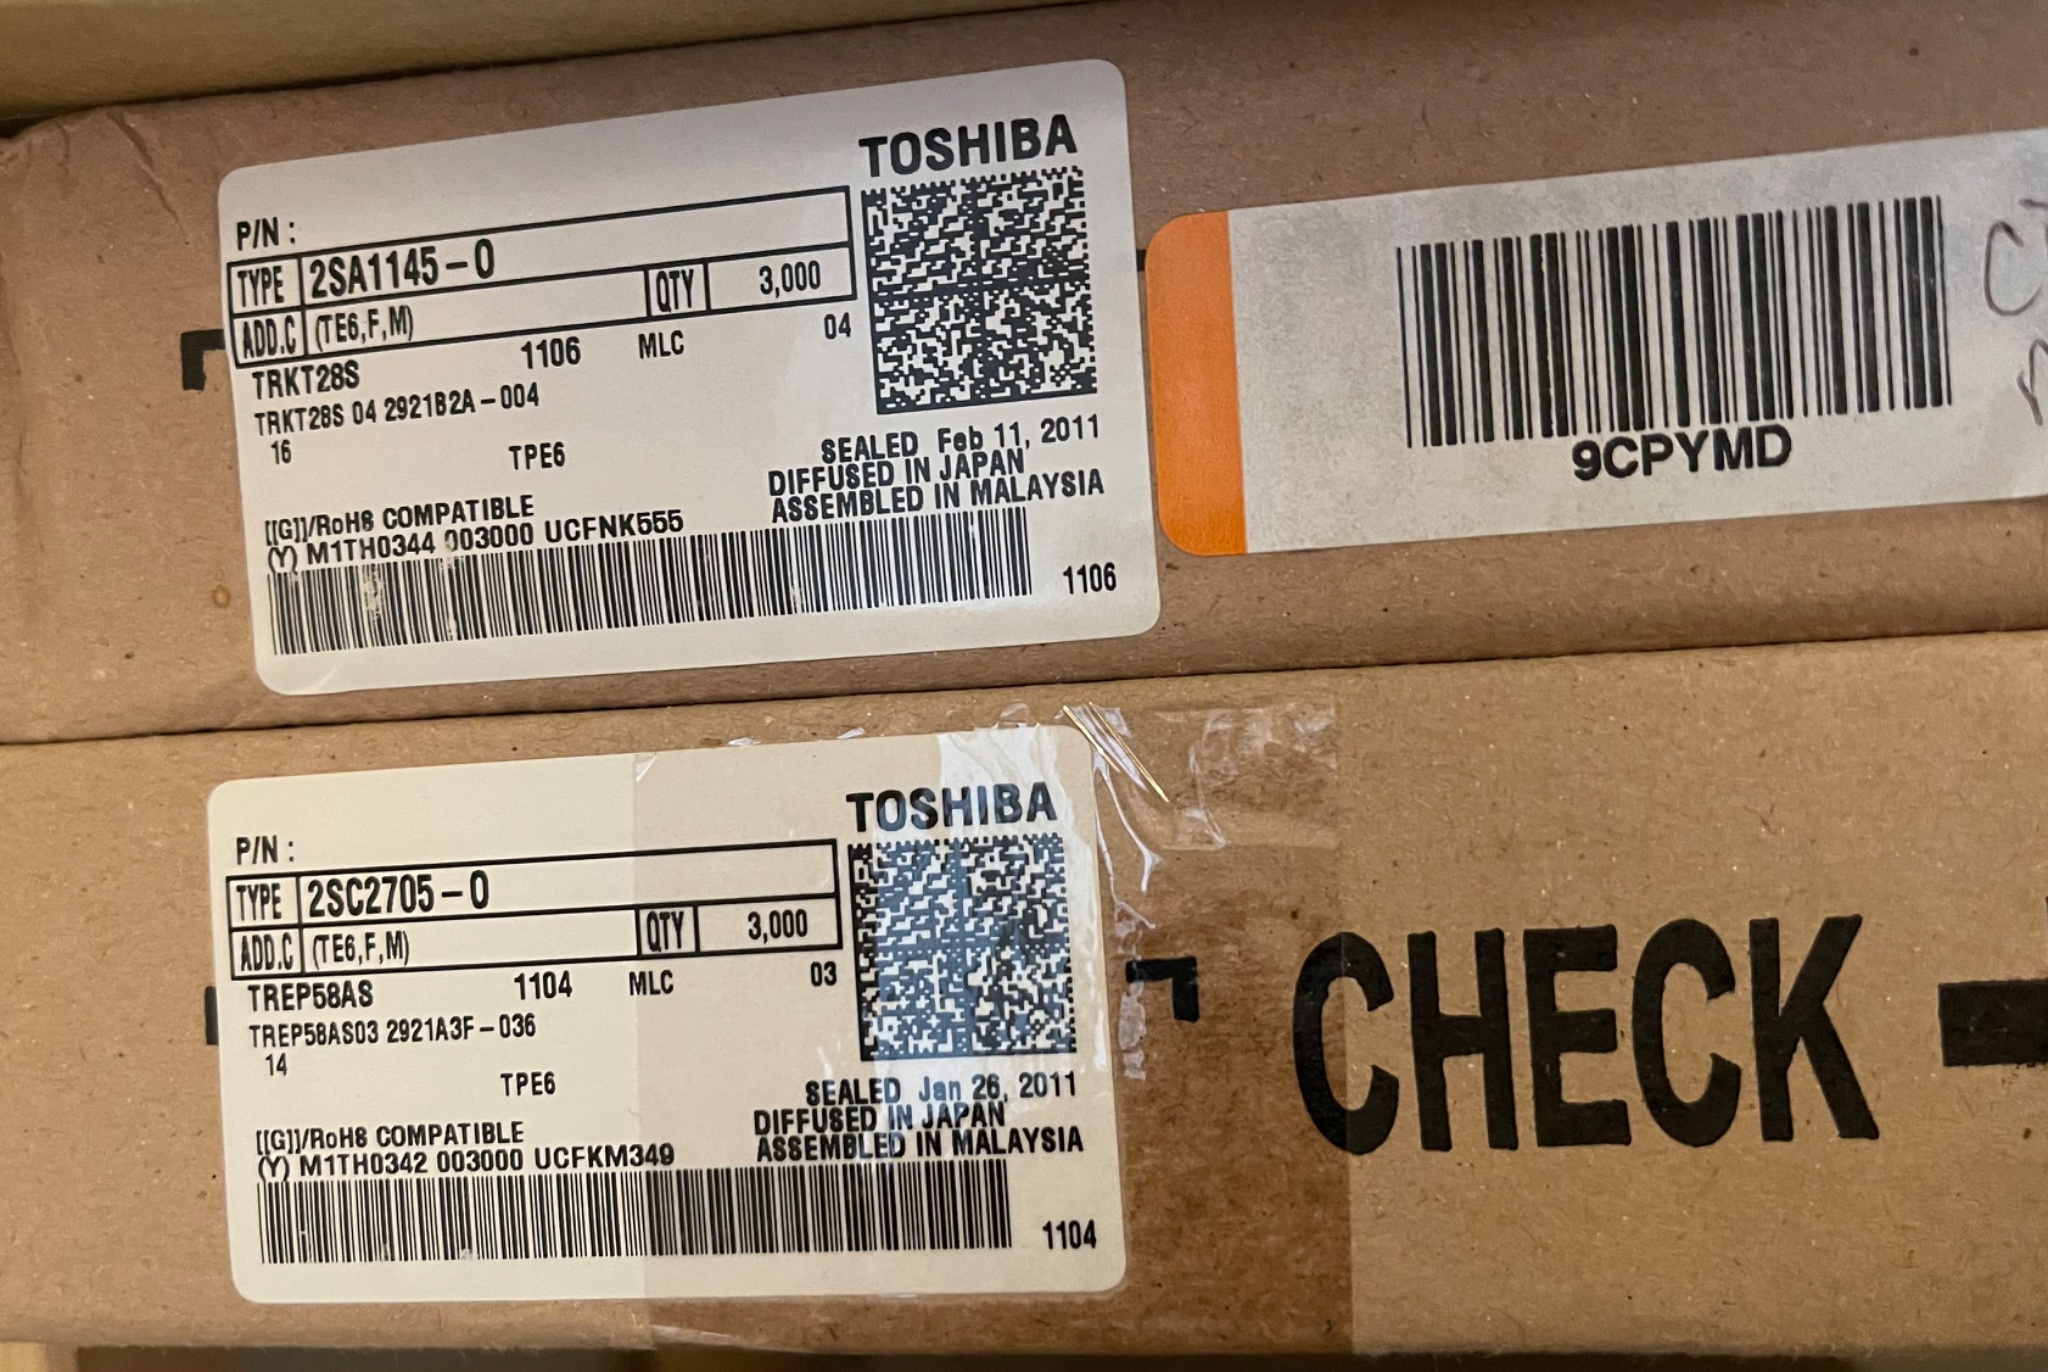 TOSHIBA
P/N :
TYPE 2SA1145-O
ADD.C (TE6,F,M) QTY 3,000
TRKT28S 1106 MLC 04
TRKT28S 04 2921B2A-004
16 TPE6
SEALED Feb 11, 2011
DIFFUSED IN JAPAN
ASSEMBLED IN MALAYSIA
[[G]]/RoHS COMPATIBLE
(Y) M1TH0344 003000 UCFNK555
1106
9CPYMD
TOSHIBA
P/N :
TYPE 2SC2705-O
ADD.C (TE6,F,M) QTY 3,000
TREP58AS 1104 MLC 03
TREP58AS03 2921A3F-036
14 TPE6
SEALED Jan 26, 2011
DIFFUSED IN JAPAN
ASSEMBLED IN MALAYSIA
[[G]]/RoHS COMPATIBLE
(Y) M1TH0342 003000 UCFKM349
1104
CHECK